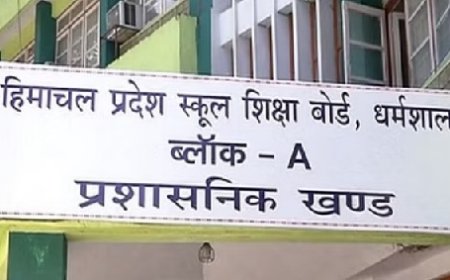 हिमाचल प्रदेश स्कूल शिक्षा बोर्ड, धर्मशाल
ब्लॉक - A
प्रशासनिक खण्ड